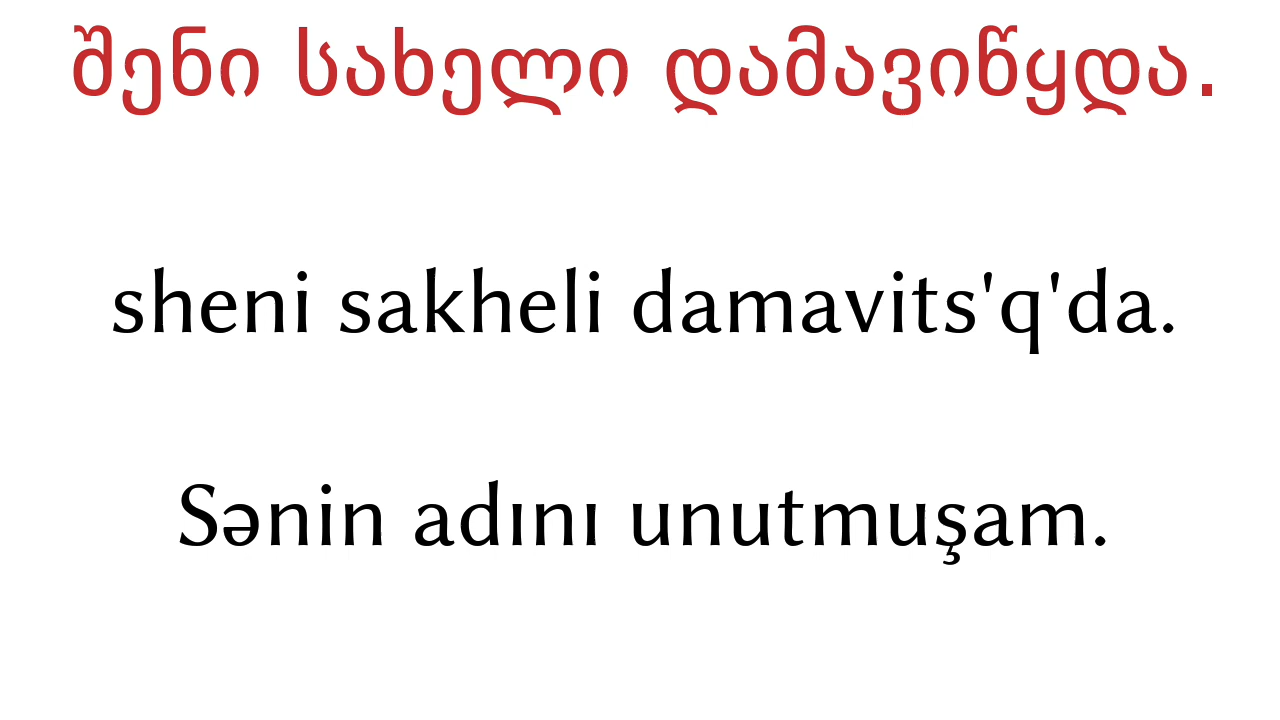 შენი სახელი დამავიწყდა.
sheni sakheli damavits'q'da.
Sənin adını unutmuşam.